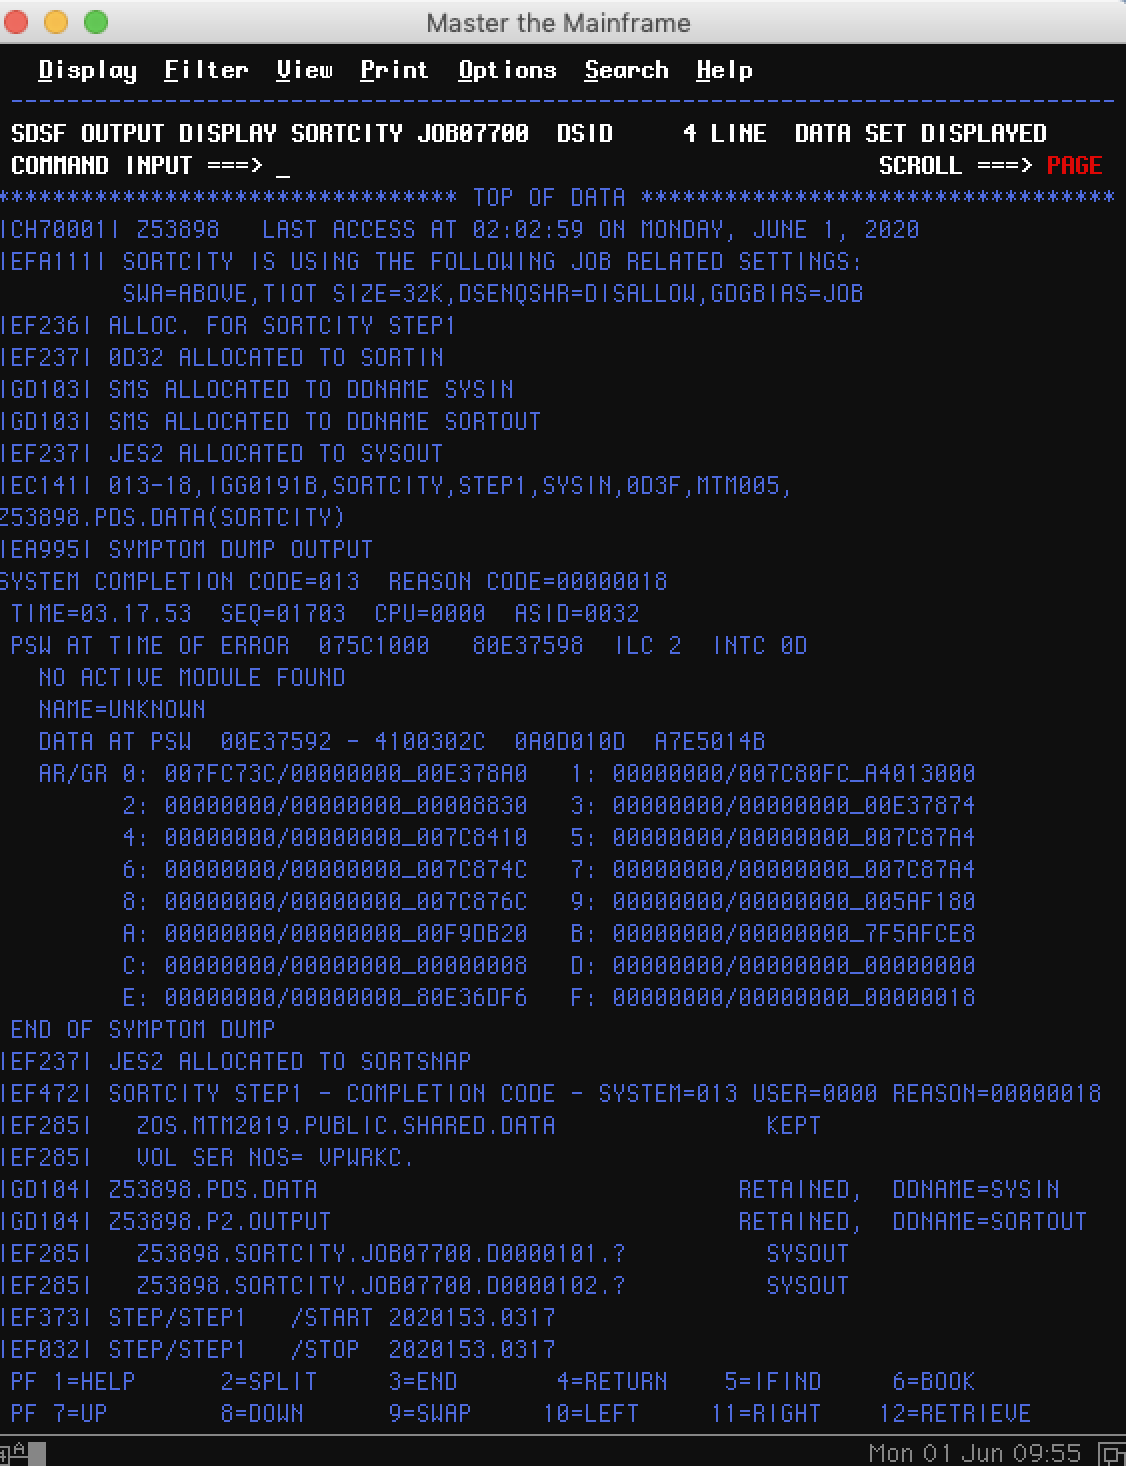 Master the Mainframe
Display Filter View Print Options Search Help
--------------------------------------------------------------------------------
SDSF OUTPUT DISPLAY SORTCITY JOB07700  DSID     4 LINE  DATA SET DISPLAYED
COMMAND INPUT ===> _                                            SCROLL ===> PAGE
********************************* TOP OF DATA **********************************
ICH70001I Z53898   LAST ACCESS AT 02:02:59 ON MONDAY, JUNE 1, 2020
IEFA111I SORTCITY IS USING THE FOLLOWING JOB RELATED SETTINGS:
         SWA=ABOVE,TIOT SIZE=32K,DSENQSHR=DISALLOW,GDGBIAS=JOB
IEF236I ALLOC. FOR SORTCITY STEP1
IEF237I 0D32 ALLOCATED TO SORTIN
IGD103I SMS ALLOCATED TO DDNAME SYSIN
IGD103I SMS ALLOCATED TO DDNAME SORTOUT
IEF237I JES2 ALLOCATED TO SYSOUT
IEC141I 013-18,IGG0191B,SORTCITY,STEP1,SYSIN,0D3F,MTM005,
Z53898.PDS.DATA(SORTCITY)
IEA995I SYMPTOM DUMP OUTPUT
SYSTEM COMPLETION CODE=013  REASON CODE=00000018
 TIME=03.17.53  SEQ=01703  CPU=0000  ASID=0032
 PSW AT TIME OF ERROR  075C1000   80E37598  ILC 2  INTC 0D
   NO ACTIVE MODULE FOUND
   NAME=UNKNOWN
   DATA AT PSW  00E37592 - 4100302C  0A0D010D  A7E5014B
   AR/GR 0: 007FC73C/00000000_00E378A0   1: 00000000/007C80FC_A4013000
         2: 00000000/00000000_00008830   3: 00000000/00000000_00E37874
         4: 00000000/00000000_007C8410   5: 00000000/00000000_007C87A4
         6: 00000000/00000000_007C874C   7: 00000000/00000000_007C87A4
         8: 00000000/00000000_007C876C   9: 00000000/00000000_005AF180
         A: 00000000/00000000_00F9DB20   B: 00000000/00000000_7F5AFCE8
         C: 00000000/00000000_00000008   D: 00000000/00000000_00000000
         E: 00000000/00000000_80E36DF6   F: 00000000/00000000_00000018
 END OF SYMPTOM DUMP
IEF237I JES2 ALLOCATED TO SORTSNAP
IEF472I SORTCITY STEP1 - COMPLETION CODE - SYSTEM=013 USER=0000 REASON=00000018
IEF285I   ZOS.MTM2019.PUBLIC.SHARED.DATA               KEPT
IEF285I   VOL SER NOS= VPWRKC.
IGD104I Z53898.PDS.DATA                              RETAINED,  DDNAME=SYSIN
IGD104I Z53898.P2.OUTPUT                             RETAINED,  DDNAME=SORTOUT
IEF285I   Z53898.SORTCITY.JOB07700.D0000101.?          SYSOUT
IEF285I   Z53898.SORTCITY.JOB07700.D0000102.?          SYSOUT
IEF373I STEP/STEP1   /START 2020153.0317
IEF032I STEP/STEP1   /STOP  2020153.0317
 PF 1=HELP      2=SPLIT     3=END       4=RETURN    5=IFIND     6=BOOK
 PF 7=UP        8=DOWN      9=SWAP     10=LEFT     11=RIGHT    12=RETRIEVE
4 A Mon 01 Jun 09:55